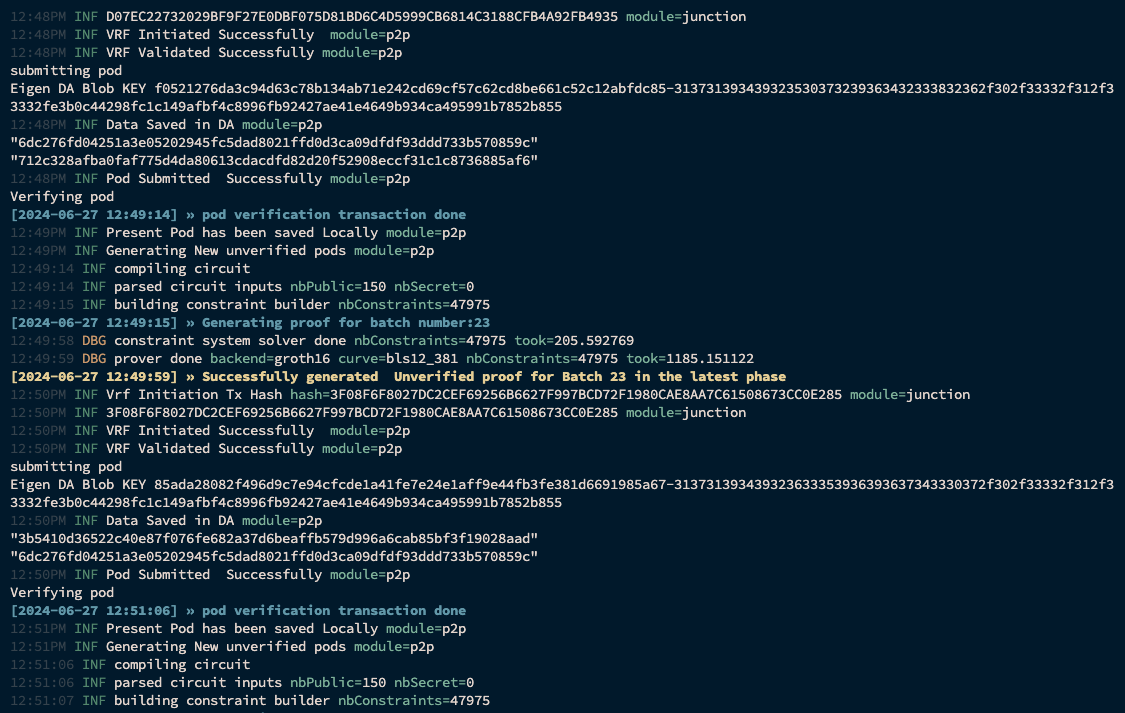 12:48PM INF D07EC22732029BF9F27E0DBF075D81BD6C4D5999CB6814C3188CFB4A92FB4935 module=junction
12:48PM INF VRF Initiated Successfully  module=p2p
12:48PM INF VRF Validated Successfully module=p2p
submitting pod
Eigen DA Blob KEY f0521276da3c94d63c78b134ab71e242cd69cf57c62cd8be661c52c12abfdc85-313731393439323530373239363432333832362f302f33332f312f3
3332fe3b0c44298fc1c149afbf4c8996fb92427ae41e4649b934ca495991b7852b855
12:48PM INF Data Saved in DA module=p2p
"6dc276fd04251a3e05202945fc5dad8021ffd0d3ca09dfdf93ddd733b570859c"
"712c328afba0faf775d4da80613cdacdfd82d20f52908eccf31c1c8736885af6"
12:48PM INF Pod Submitted  Successfully module=p2p
Verifying pod
[2024-06-27 12:49:14] » pod verification transaction done
12:49PM INF Present Pod has been saved Locally module=p2p
12:49PM INF Generating New unverified pods module=p2p
12:49:14 INF compiling circuit
12:49:14 INF parsed circuit inputs nbPublic=150 nbSecret=0
12:49:15 INF building constraint builder nbConstraints=47975
[2024-06-27 12:49:15] » Generating proof for batch number:23
12:49:58 DBG constraint system solver done nbConstraints=47975 took=205.592769
12:49:59 DBG prover done backend=groth16 curve=bls12_381 nbConstraints=47975 took=1185.151122
[2024-06-27 12:49:59] » Successfully generated  Unverified proof for Batch 23 in the latest phase
12:50PM INF Vrf Initiation Tx Hash hash=3F08F6F8027DC2CEF69256B6627F997BCD72F1980CAE8AA7C61508673CC0E285 module=junction
12:50PM INF 3F08F6F8027DC2CEF69256B6627F997BCD72F1980CAE8AA7C61508673CC0E285 module=junction
12:50PM INF VRF Initiated Successfully  module=p2p
12:50PM INF VRF Validated Successfully module=p2p
submitting pod
Eigen DA Blob KEY 85ada28082f496d9c7e94cfcde1a41fe7e24e1aff9e44fb3fe381d6691985a67-313731393439323633353936393637343330372f302f33332f312f3
3332fe3b0c44298fc1c149afbf4c8996fb92427ae41e4649b934ca495991b7852b855
12:50PM INF Data Saved in DA module=p2p
"3b5410d36522c40e87f076fe682a37d6beaffb579d996a6cab85bf3f19028aad"
"6dc276fd04251a3e05202945fc5dad8021ffd0d3ca09dfdf93ddd733b570859c"
12:50PM INF Pod Submitted  Successfully module=p2p
Verifying pod
[2024-06-27 12:51:06] » pod verification transaction done
12:51PM INF Present Pod has been saved Locally module=p2p
12:51PM INF Generating New unverified pods module=p2p
12:51:06 INF compiling circuit
12:51:06 INF parsed circuit inputs nbPublic=150 nbSecret=0
12:51:07 INF building constraint builder nbConstraints=47975